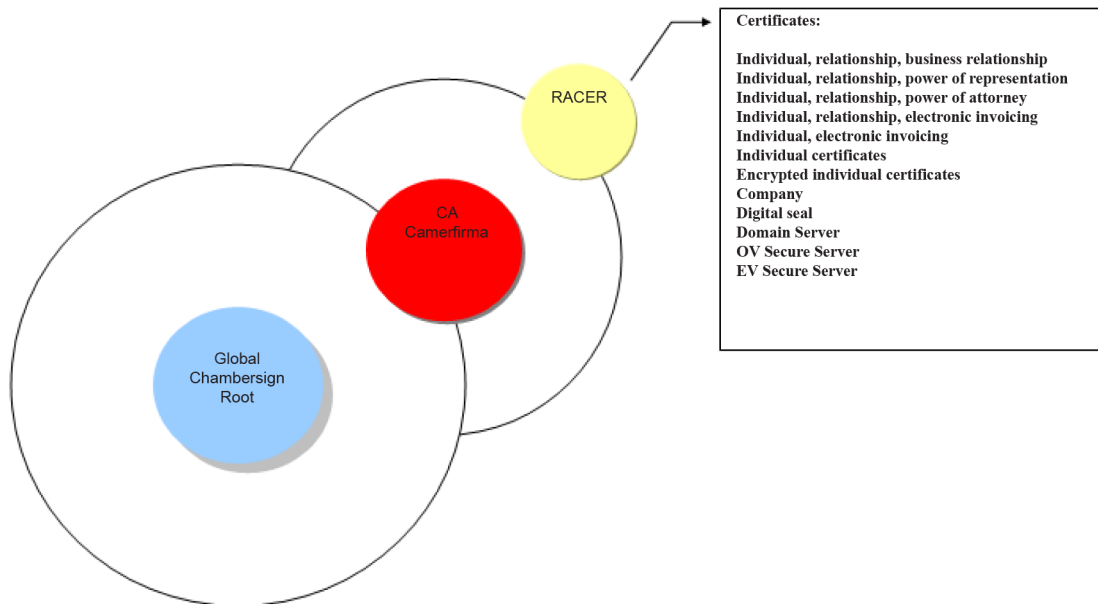 Certificates:
Individual, relationship, business relationship
Individual, relationship, power of representation
Individual, relationship, power of attorney
Individual, relationship, electronic invoicing
Individual, electronic invoicing
Individual certificates
Encrypted individual certificates
Company
Digital seal
Domain Server
OV Secure Server
EV Secure Server
RACER
CA
Camerfirma
Global
Chambersign
Root